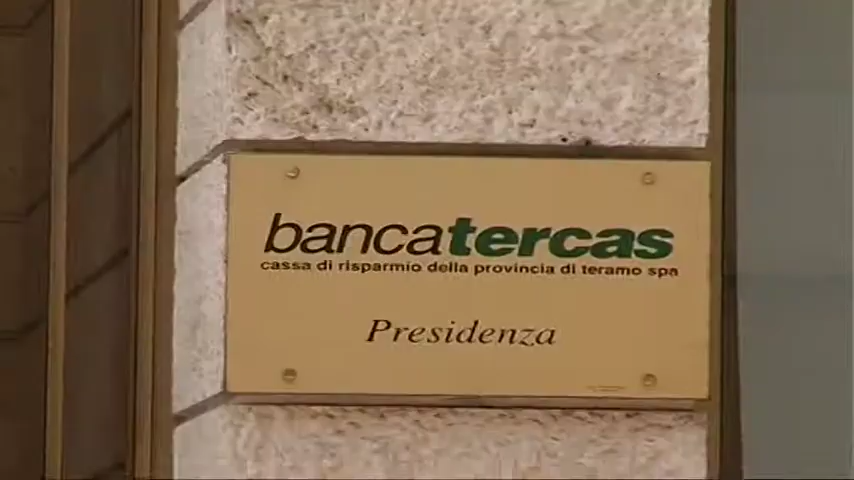 bancatercas
cassa di risparmio della provincia di teramo spa
Presidenza